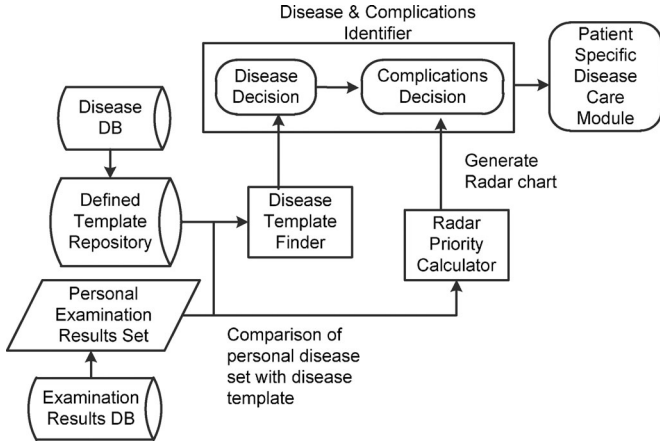 Disease & Complications
Identifier
Patient
Specific
Disease
Care
Module
Disease
Decision
Complications
Decision
Disease
DB
Generate
Radar chart
Defined
Template
Repository
Disease
Template
Finder
Radar
Priority
Calculator
Personal
Examination
Results Set
Comparison of
personal disease
set with disease
template
Examination
Results DB